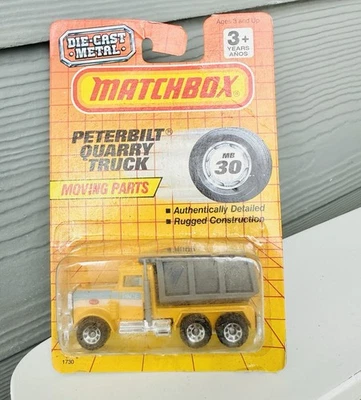 DIE-CAST
METAL
Ages 3 and Up
3+
YEARS
AÑOS
MATCHBOX
PETERBILT®
QUARRY
TRUCK
MB
30
MOVING PARTS
■ Authentically Detailed
■ Rugged Construction
1730